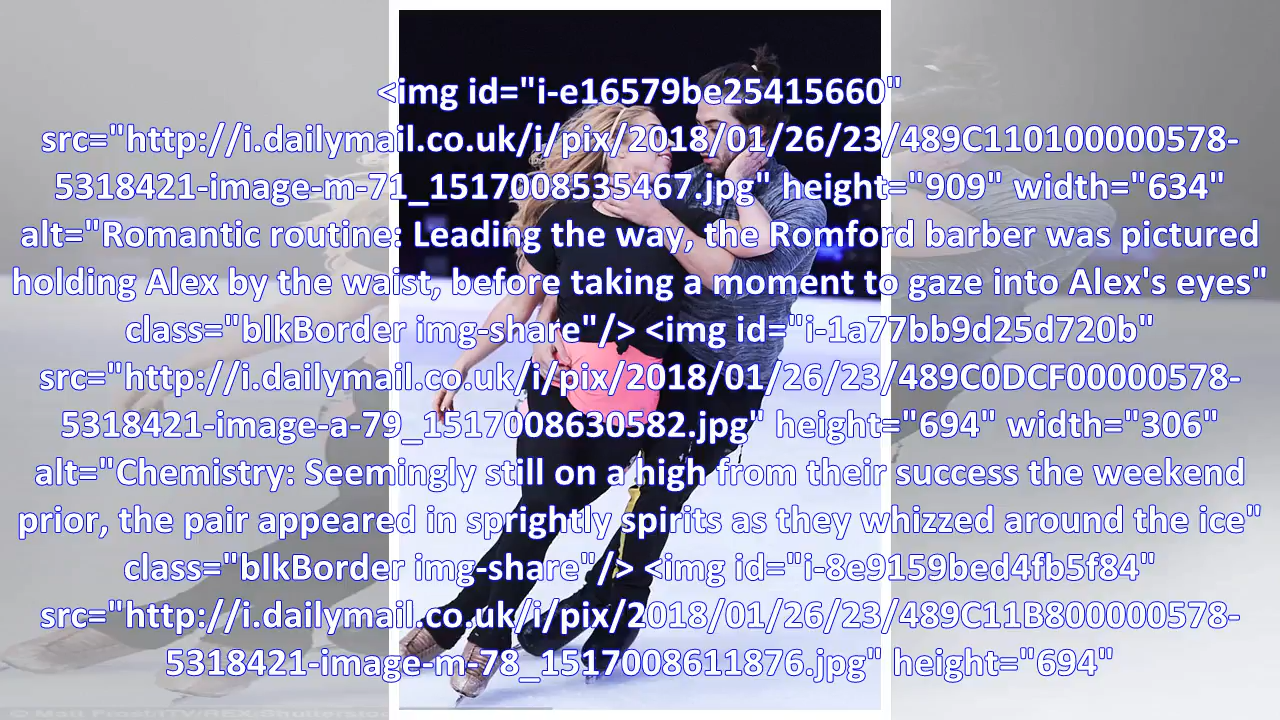 <img id="i-e16579be25415660"
src="http://i.dailymail.co.uk/i/pix/2018/01/26/23/489C110100000578-
5318421-image-m-71_1517008535467.jpg" height="909" width="634"
alt="Romantic routine: Leading the way, the Romford barber was pictured
holding Alex by the waist, before taking a moment to gaze into Alex's eyes"
class="blkBorder img-share"/> <img id="i-1a77bb9d25d720b"
src="http://i.dailymail.co.uk/i/pix/2018/01/26/23/489C0DCF00000578-
5318421-image-a-79_1517008630582.jpg" height="694" width="306"
alt="Chemistry: Seemingly still on a high from their success the weekend
prior, the pair appeared in sprightly spirits as they whizzed around the ice"
class="blkBorder img-share"/> <img id="i-8e9159bed4fb5f84"
src="http://i.dailymail.co.uk/i/pix/2018/01/26/23/489C11B800000578-
5318421-image-m-78_1517008611876.jpg" height="694"